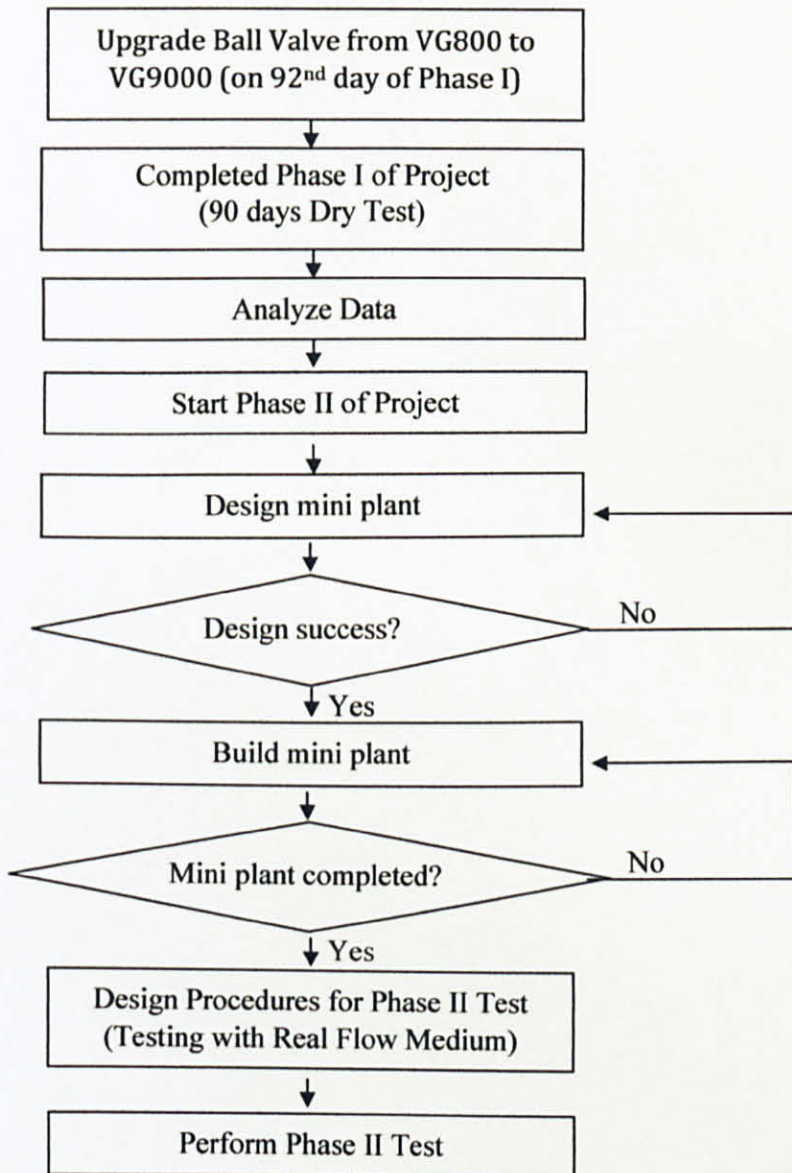 Upgrade Ball Valve from VG800 to
VG9000 (on 92nd day of Phase I)
Completed Phase I of Project
(90 days Dry Test)
Analyze Data
Start Phase II of Project
Design mini plant
Design success?
No
Yes
Build mini plant
Mini plant completed?
No
Yes
Design Procedures for Phase II Test
(Testing with Real Flow Medium)
Perform Phase II Test